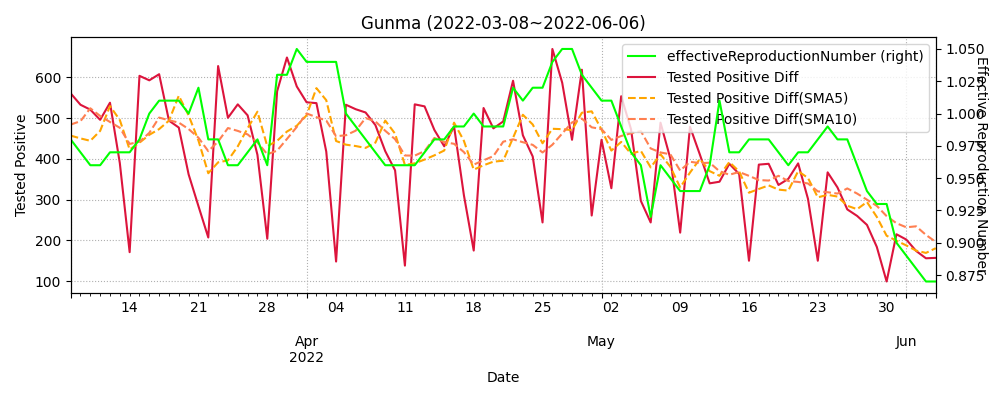 Gunma (2022-03-08~2022-06-06)
effectiveReproductionNumber (right)
Tested Positive Diff
Tested Positive Diff(SMA5)
Tested Positive Diff(SMA10)
Tested Positive
600
500
400
300
200
100
Effective Reproduction Number
1.050
1.025
1.000
0.975
0.950
0.925
0.900
0.875
14 21 28 04 11 18 25 02 09 16 23 30
Apr May Jun
2022
Date